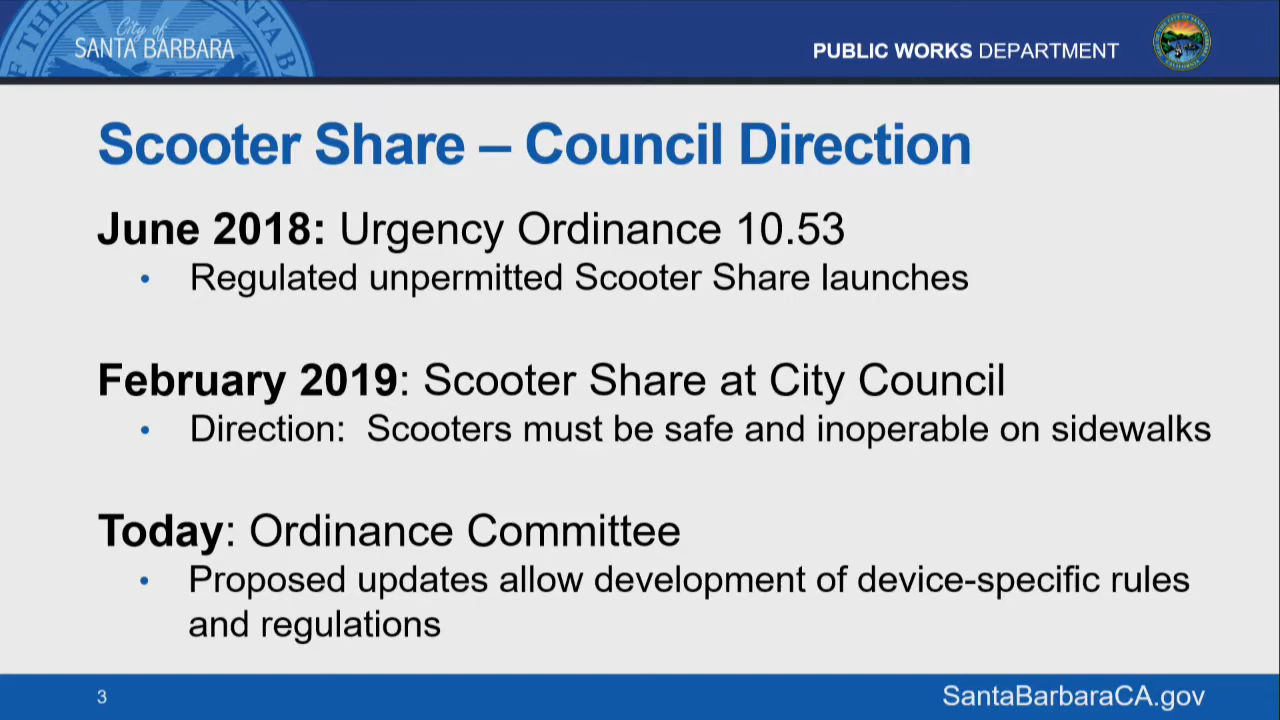 City of
SANTA BARBARA
PUBLIC WORKS DEPARTMENT
Scooter Share – Council Direction
June 2018: Urgency Ordinance 10.53
• Regulated unpermitted Scooter Share launches
February 2019: Scooter Share at City Council
• Direction: Scooters must be safe and inoperable on sidewalks
Today: Ordinance Committee
• Proposed updates allow development of device-specific rules
and regulations
3
SantaBarbaraCA.gov